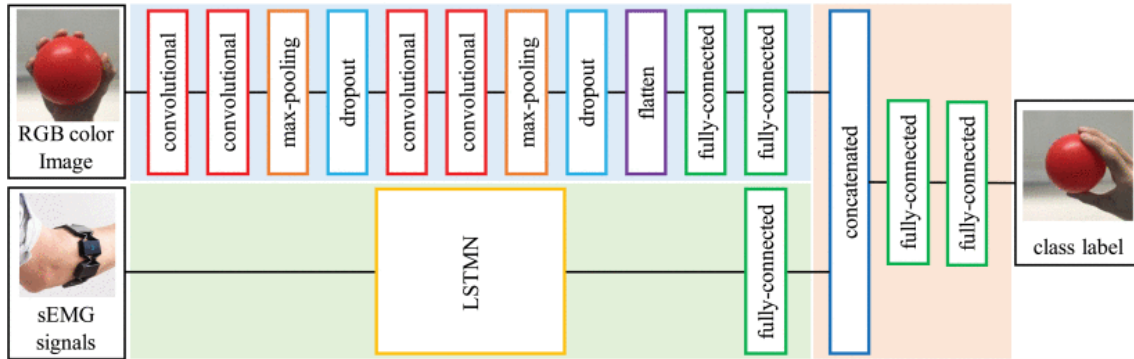 RGB color
Image
convolutional
convolutional
max-pooling
dropout
convolutional
convolutional
max-pooling
dropout
flatten
fully-connected
fully-connected
sEMG
signals
LSTMN
fully-connected
concatenated
fully-connected
fully-connected
class label